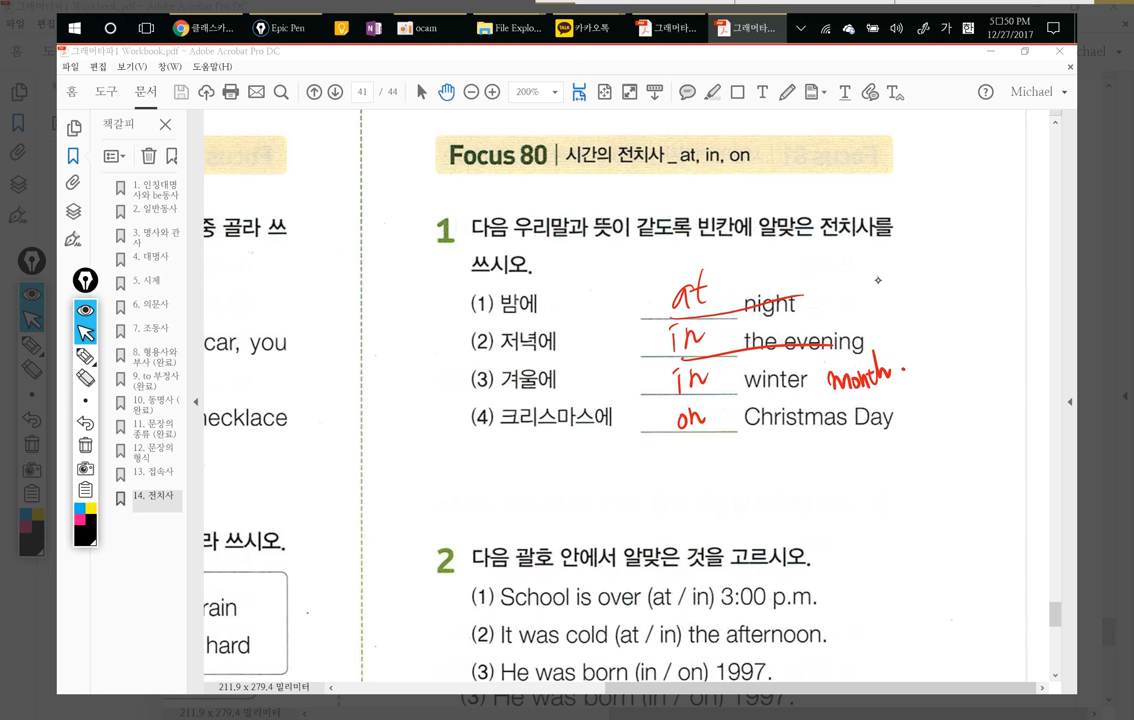 클래스카...
Epic Pen
ocam
File Explo...
카카오톡
그래머타...
그래머타...
가
한
5:50 PM
12/27/2017
그래머타파1 Workbook.pdf - Adobe Acrobat Pro DC
파일 편집 보기(V) 창(W) 도움말(H)
홈 도구 문서
41 / 44
200%
Michael
책갈피
1. 인칭대명
사와 be동사
2. 일반동사
3. 명사와 관
사
4. 대명사
5. 시제
6. 의문사
7. 조동사
8. 형용사와
부사 (완료)
9. to 부정사
(완료)
10. 동명사 (
완료)
11. 문장의
종류 (완료)
12. 문장의
형식
13. 접속사
14. 전치사
중 골라 쓰
car, you
necklace
라 쓰시오.
rain
hard
Focus 80 | 시간의 전치사_at, in, on
1 다음 우리말과 뜻이 같도록 빈칸에 알맞은 전치사를
쓰시오.
(1) 밤에 at night
(2) 저녁에 in the evening
(3) 겨울에 in winter month.
(4) 크리스마스에 on Christmas Day
2 다음 괄호 안에서 알맞은 것을 고르시오.
(1) School is over (at / in) 3:00 p.m.
(2) It was cold (at / in) the afternoon.
(3) He was born (in / on) 1997.
211.9 x 279.4 밀리미터